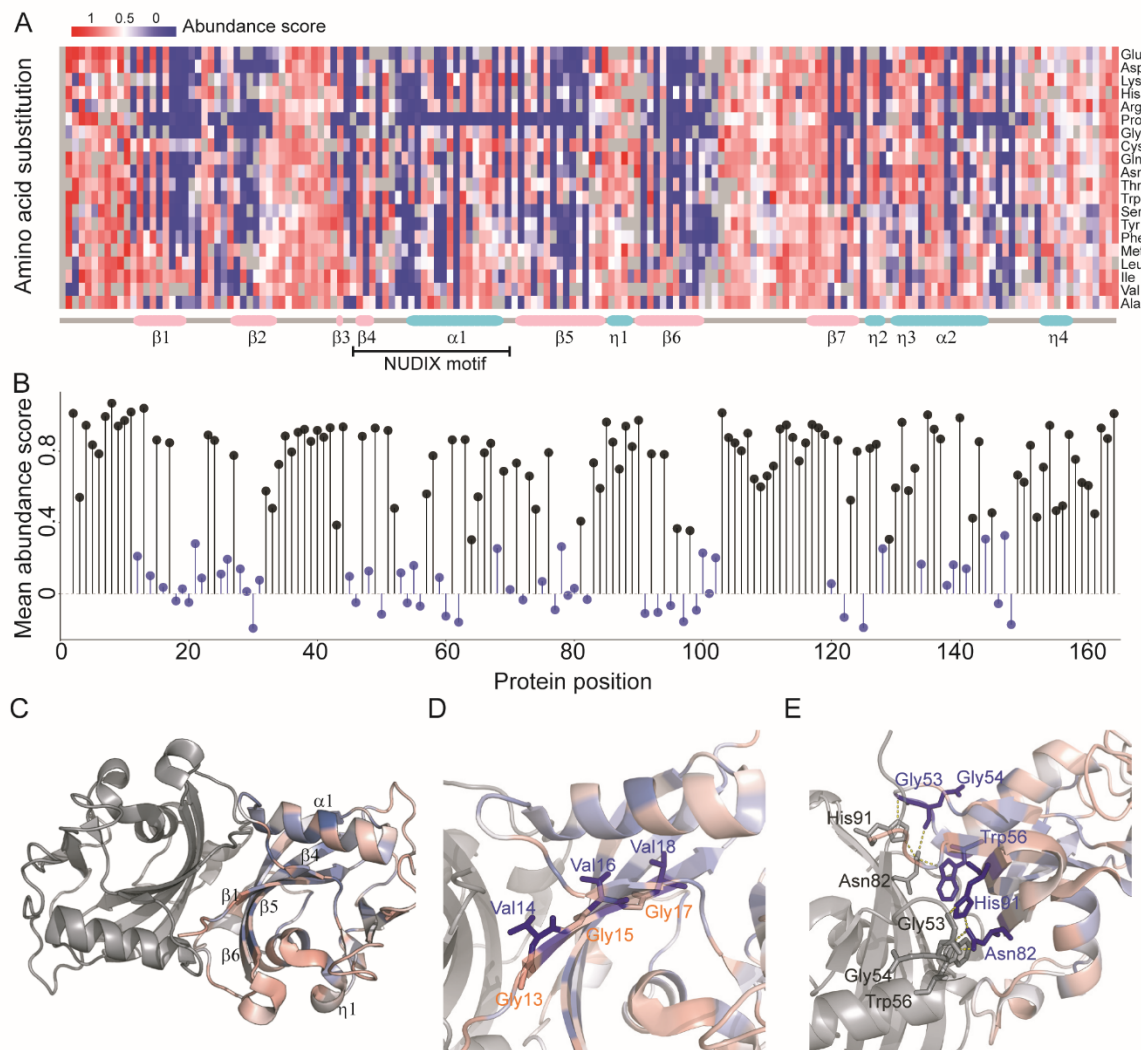 A
1 0.5 0 Abundance score
Amino acid substitution
Glu
Asp
Lys
His
Arg
Pro
Gly
Cys
Gln
Asn
Thr
Trp
Ser
Tyr
Phe
Met
Leu
Ile
Val
Ala
β1 β2 β3 β4 α1 β5 η1 β6 β7 η2 η3 α2 η4
NUDIX motif
B
Mean abundance score
0.8
0.4
0
0 20 40 60 80 100 120 140 160
Protein position
C
α1
β4
β1
β5
β6
η1
D
Val18
Val16
Val14
Gly17
Gly15
Gly13
E
Gly53 Gly54
His91
Trp56
Asn82
His91
Gly53
Asn82
Gly54
Trp56